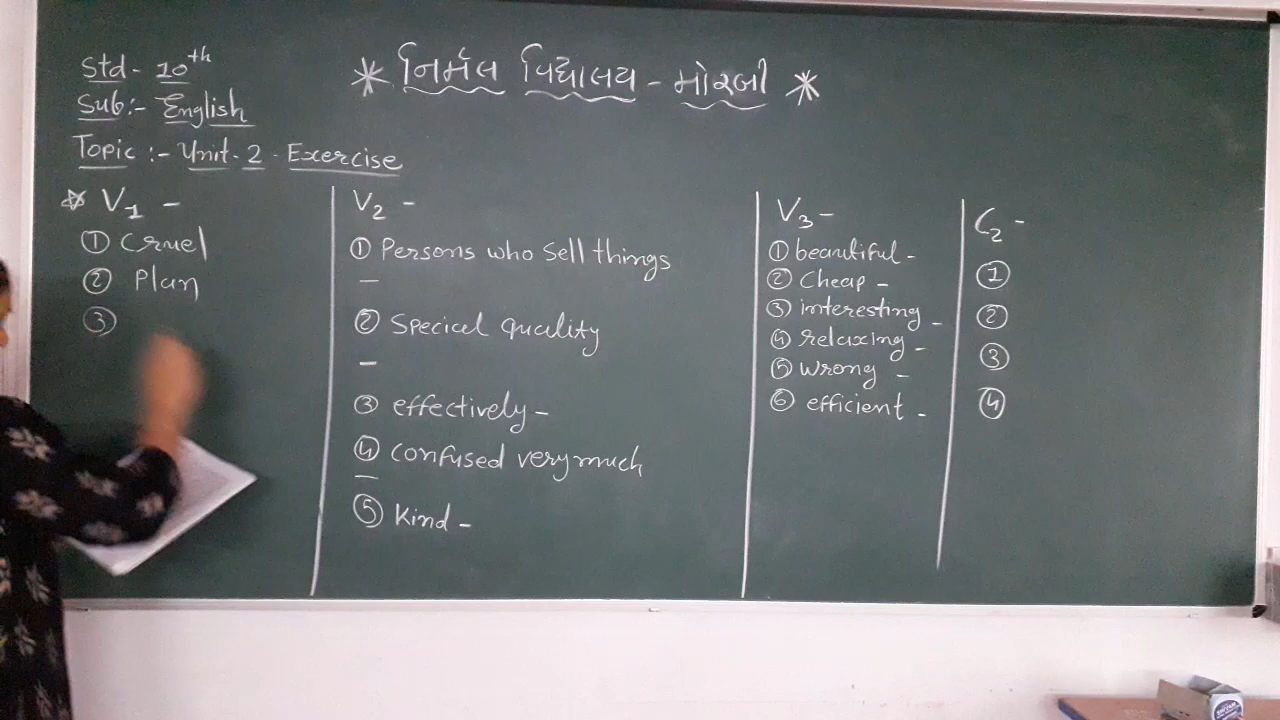 Std - 10th
Sub:- English
Topic :- Unit - 2 - Exercise
* નિર્મલ વિદ્યાલય - મોરબી *
☆ V1 -
① Cruel
② Plan
③
V2 -
① Persons who sell things
-
② Special quality
-
③ effectively -
④ Confused very much
-
⑤ Kind -
V3 -
① beautiful -
② Cheap -
③ interesting -
④ relaxing -
⑤ wrong -
⑥ efficient -
C2 -
①
②
③
④